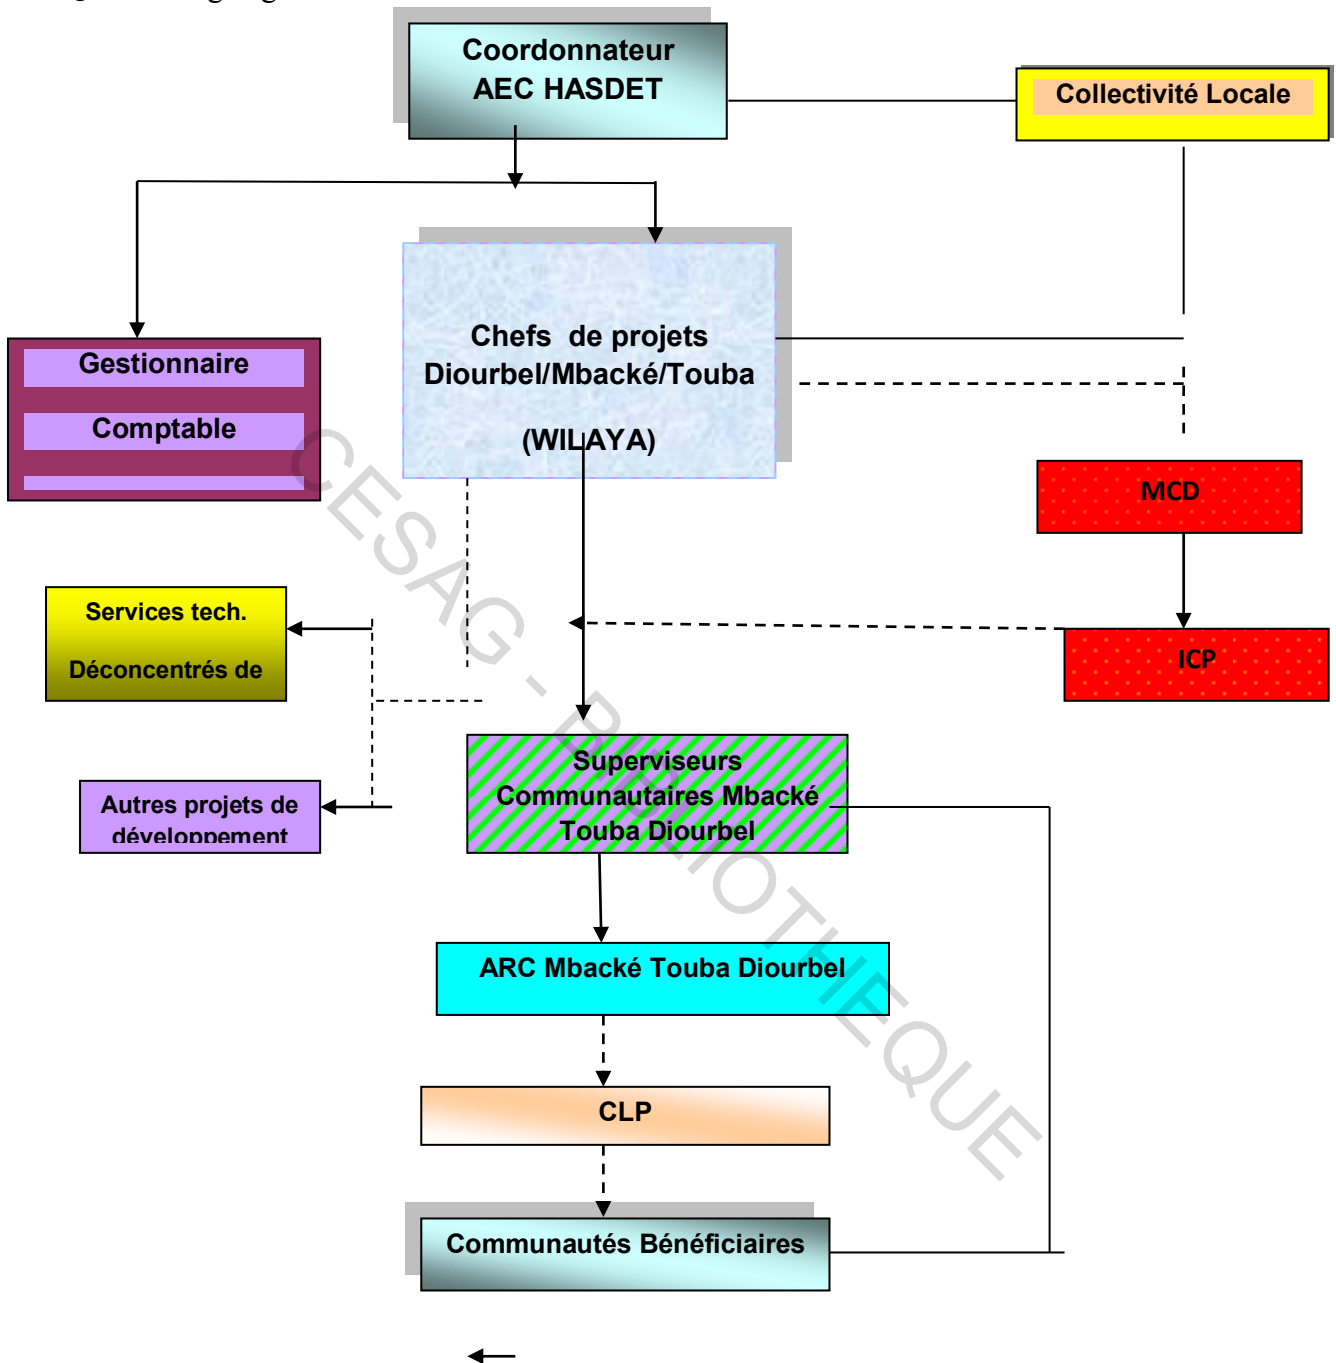 Coordonnateur
AEC HASDET
Collectivité Locale
Chefs de projets
Diourbel/Mbacké/Touba
(WILAYA)
Gestionnaire
Comptable
MCD
Services tech.
Déconcentrés de
ICP
Superviseurs
Communautaires Mbacké
Touba Diourbel
Autres projets de
développement
ARC Mbacké Touba Diourbel
CLP
Communautés Bénéficiaires
CESAG - BIBLIOTHEQUE